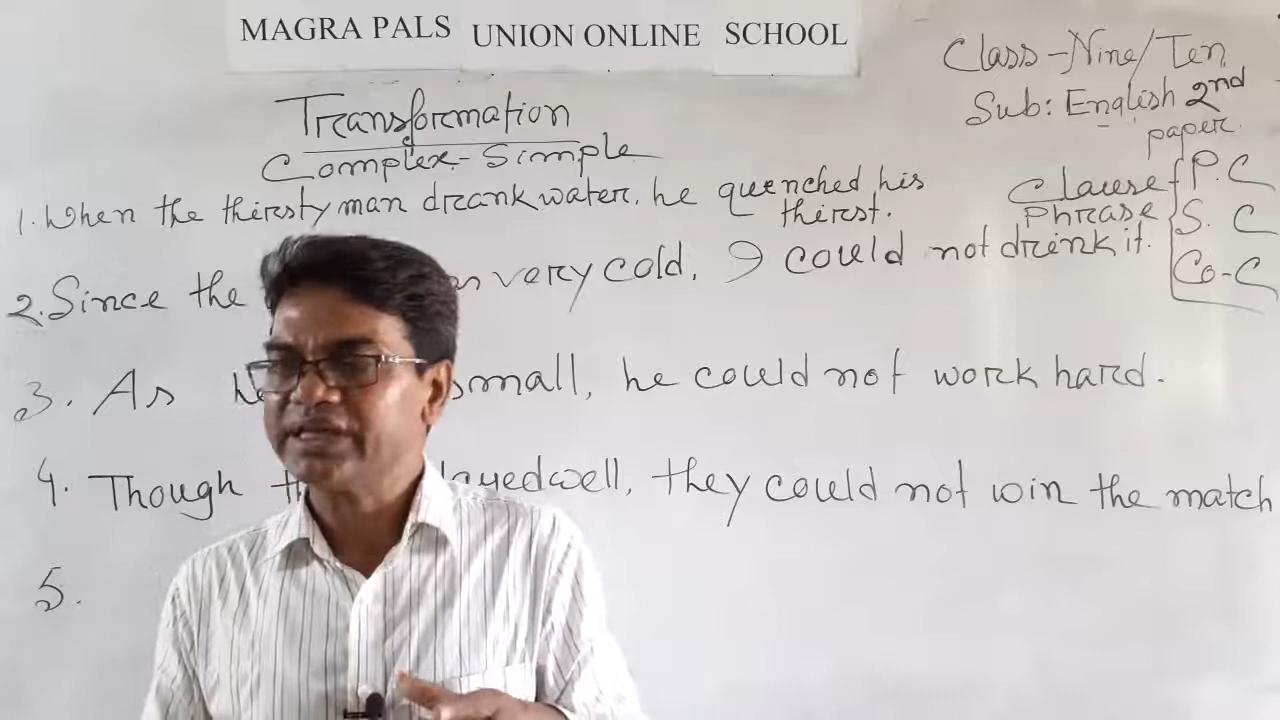 MAGRA PALS UNION ONLINE SCHOOL
Class-Nine/Ten
Sub: English 2nd
paper.
Transformation
Complex-Simple
1. When the thirsty man drank water, he quenched his
thirst.
Clause
Phrase
P.C
S.C
Co-C
2. Since the very cold, I could not drink it.
3. As small, he could not work hard.
4. Though well, they could not win the match
5.